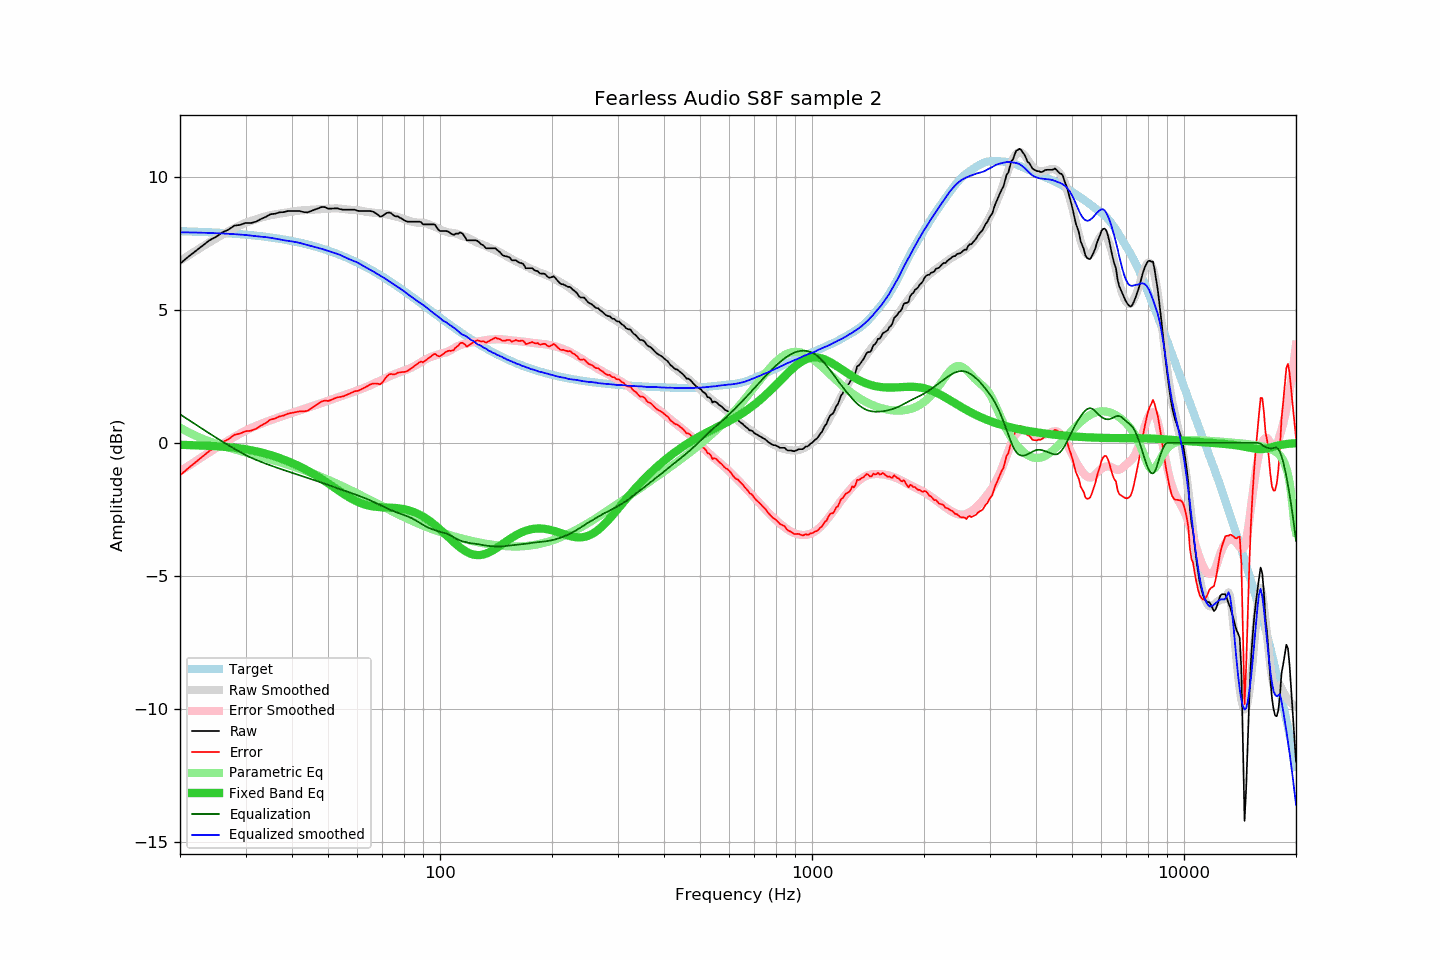 Fearless Audio S8F sample 2
Amplitude (dBr)
10
5
0
−5
−10
−15
Target
Raw Smoothed
Error Smoothed
Raw
Error
Parametric Eq
Fixed Band Eq
Equalization
Equalized smoothed
100
1000
10000
Frequency (Hz)